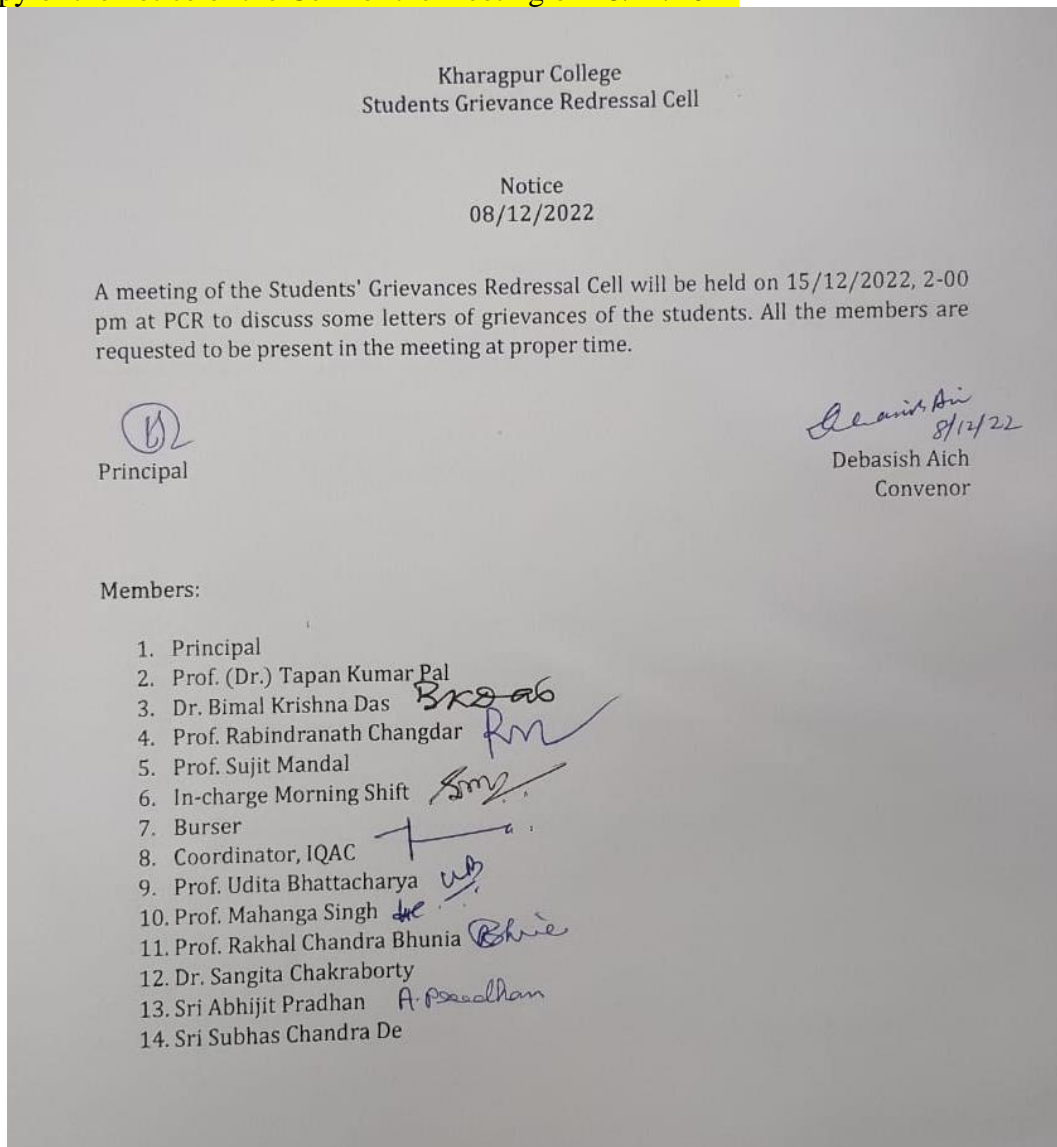 Kharagpur College
Students Grievance Redressal Cell
Notice
08/12/2022
A meeting of the Students' Grievances Redressal Cell will be held on 15/12/2022, 2-00
pm at PCR to discuss some letters of grievances of the students. All the members are
requested to be present in the meeting at proper time.
8/12/22
Principal
Debasish Aich
Convenor
Members:
1. Principal
2. Prof. (Dr.) Tapan Kumar Pal
3. Dr. Bimal Krishna Das BKDas
4. Prof. Rabindranath Changdar
5. Prof. Sujit Mandal
6. In-charge Morning Shift
7. Burser
8. Coordinator, IQAC
9. Prof. Udita Bhattacharya UB
10. Prof. Mahanga Singh
11. Prof. Rakhal Chandra Bhunia
12. Dr. Sangita Chakraborty
13. Sri Abhijit Pradhan A. Pradhan
14. Sri Subhas Chandra De